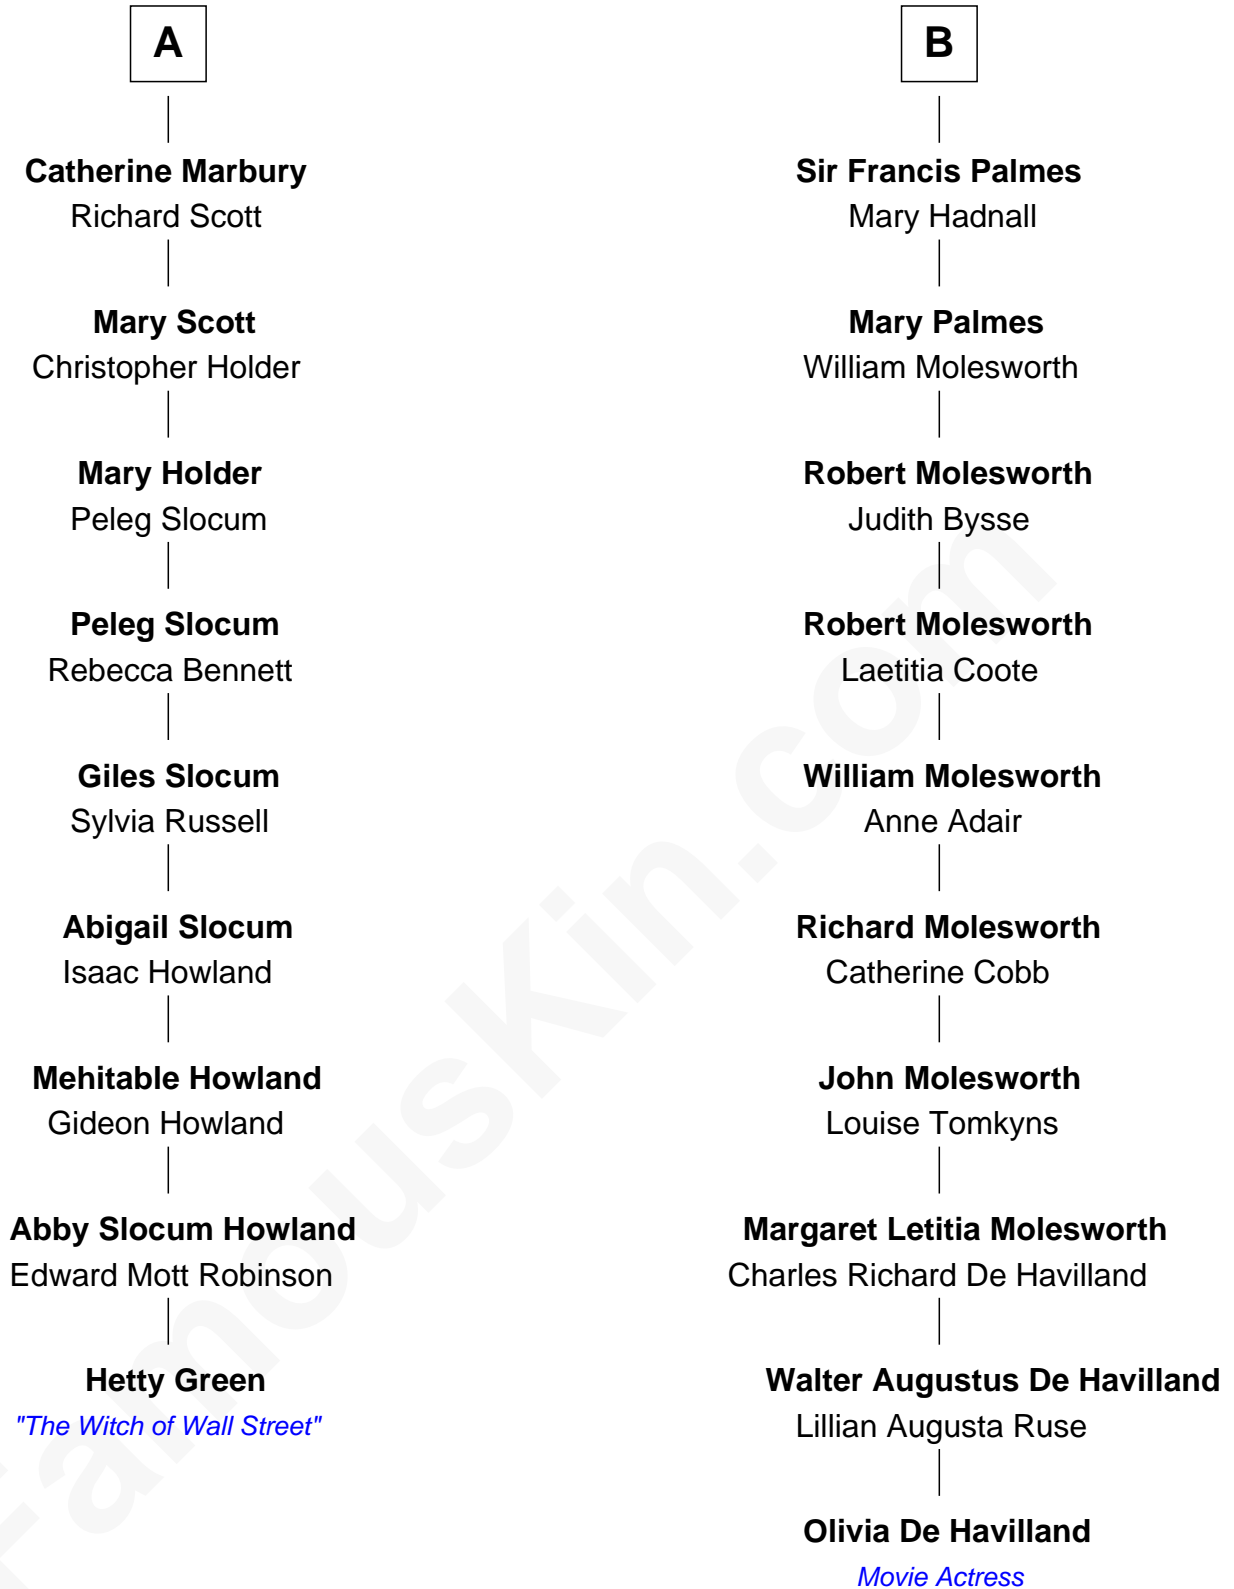 A
Catherine Marbury
Richard Scott
Mary Scott
Christopher Holder
Mary Holder
Peleg Slocum
Peleg Slocum
Rebecca Bennett
Giles Slocum
Sylvia Russell
Abigail Slocum
Isaac Howland
Mehitable Howland
Gideon Howland
Abby Slocum Howland
Edward Mott Robinson
Hetty Green
"The Witch of Wall Street"
B
Sir Francis Palmes
Mary Hadnall
Mary Palmes
William Molesworth
Robert Molesworth
Judith Bysse
Robert Molesworth
Laetitia Coote
William Molesworth
Anne Adair
Richard Molesworth
Catherine Cobb
John Molesworth
Louise Tomkyns
Margaret Letitia Molesworth
Charles Richard De Havilland
Walter Augustus De Havilland
Lillian Augusta Ruse
Olivia De Havilland
Movie Actress
FamousKin.com